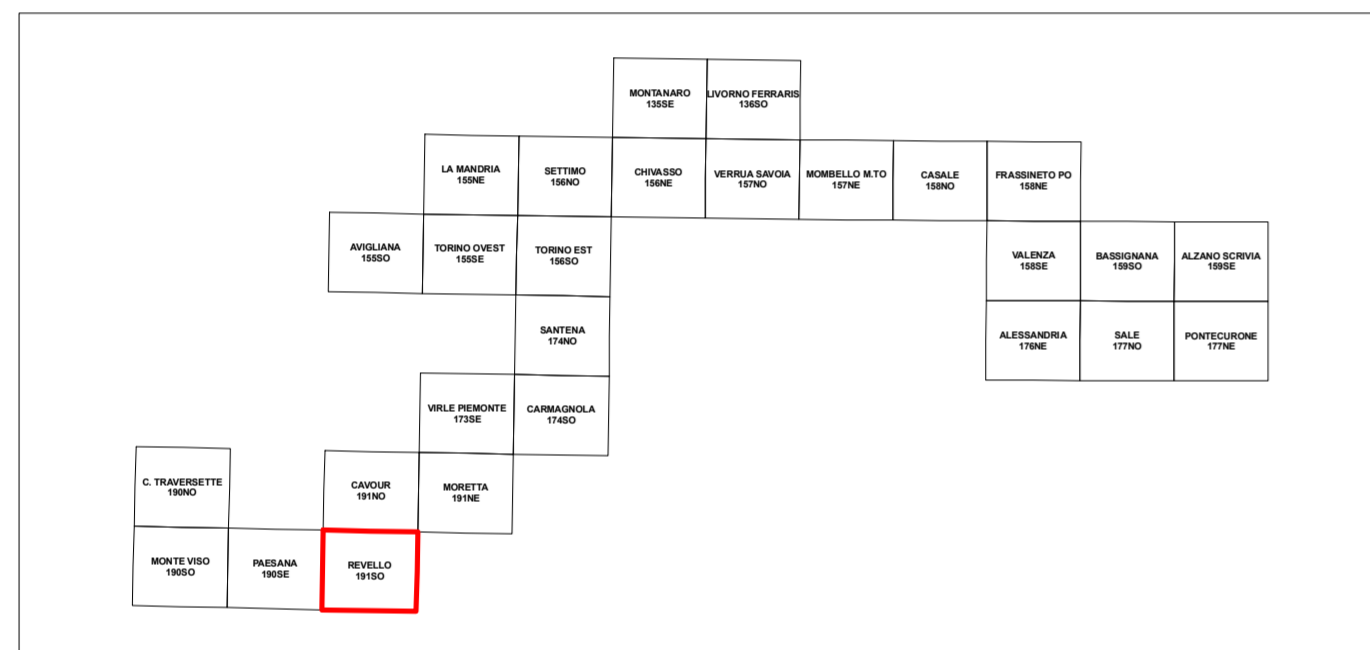 MONTANARO
135SE
LIVORNO FERRARIS
136SO
LA MANDRIA
155NE
SETTIMO
156NO
CHIVASSO
156NE
VERRUA SAVOIA
157NO
MOMBELLO M.TO
157NE
CASALE
158NO
FRASSINETO PO
158NE
AVIGLIANA
155SO
TORINO OVEST
155SE
TORINO EST
156SO
VALENZA
158SE
BASSIGNANA
159SO
ALZANO SCRIVIA
159SE
SANTENA
174NO
ALESSANDRIA
176NE
SALE
177NO
PONTECURONE
177NE
VIRLE PIEMONTE
173SE
CARMAGNOLA
174SO
C. TRAVERSETTE
190NO
CAVOUR
191NO
MORETTA
191NE
MONTE VISO
190SO
PAESANA
190SE
REVELLO
191SO